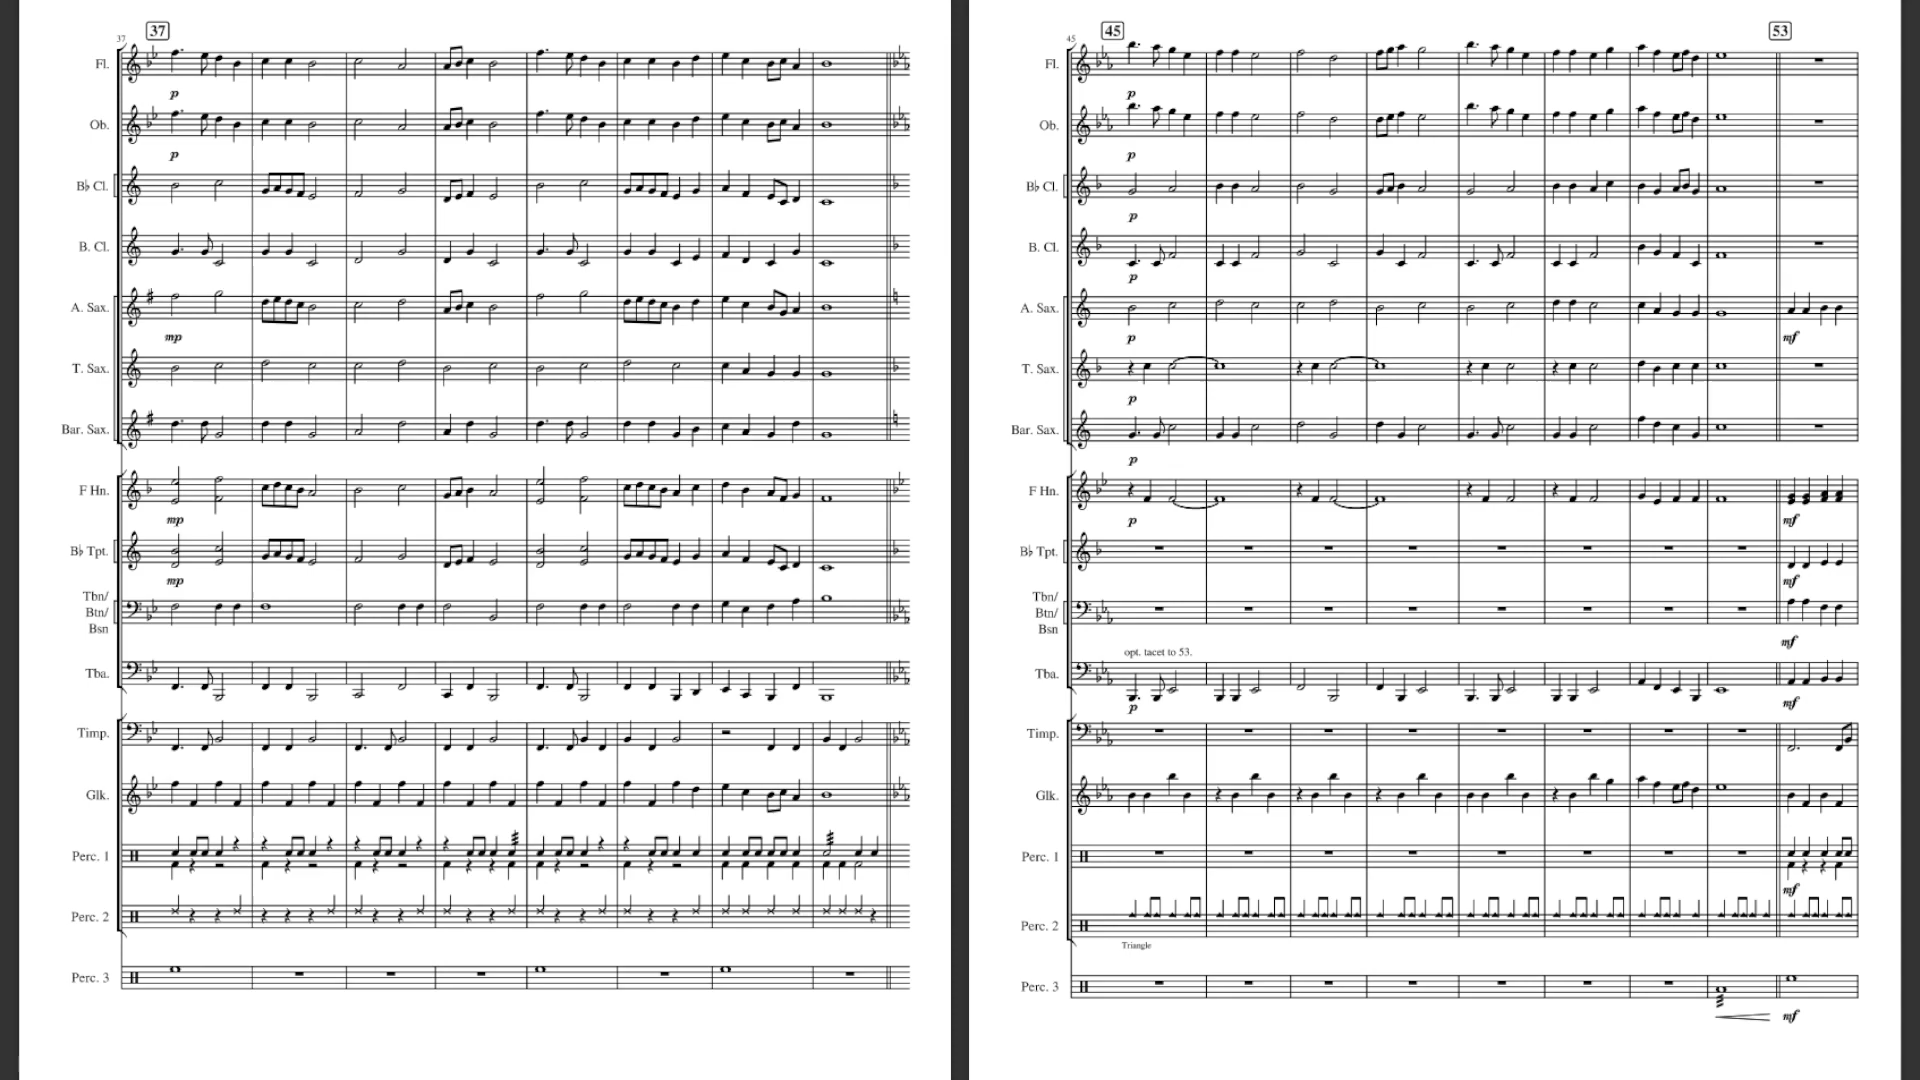 37
37
Fl.
p
Ob.
p
B♭ Cl.
B. Cl.
A. Sax.
mp
T. Sax.
Bar. Sax.
F Hn.
mp
B♭ Tpt.
mp
Tbn/
Btn/
Bsn
Tba.
Timp.
Glk.
Perc. 1
Perc. 2
Perc. 3
45
45
53
Fl.
p
Ob.
p
B♭ Cl.
p
B. Cl.
p
A. Sax.
p mf
T. Sax.
p
Bar. Sax.
p
F Hn.
p mf
B♭ Tpt.
mf
Tbn/
Btn/
Bsn
mf
opt. tacet to 53.
Tba.
p mf
Timp.
Glk.
Perc. 1
mf
Perc. 2
Triangle
Perc. 3
mf